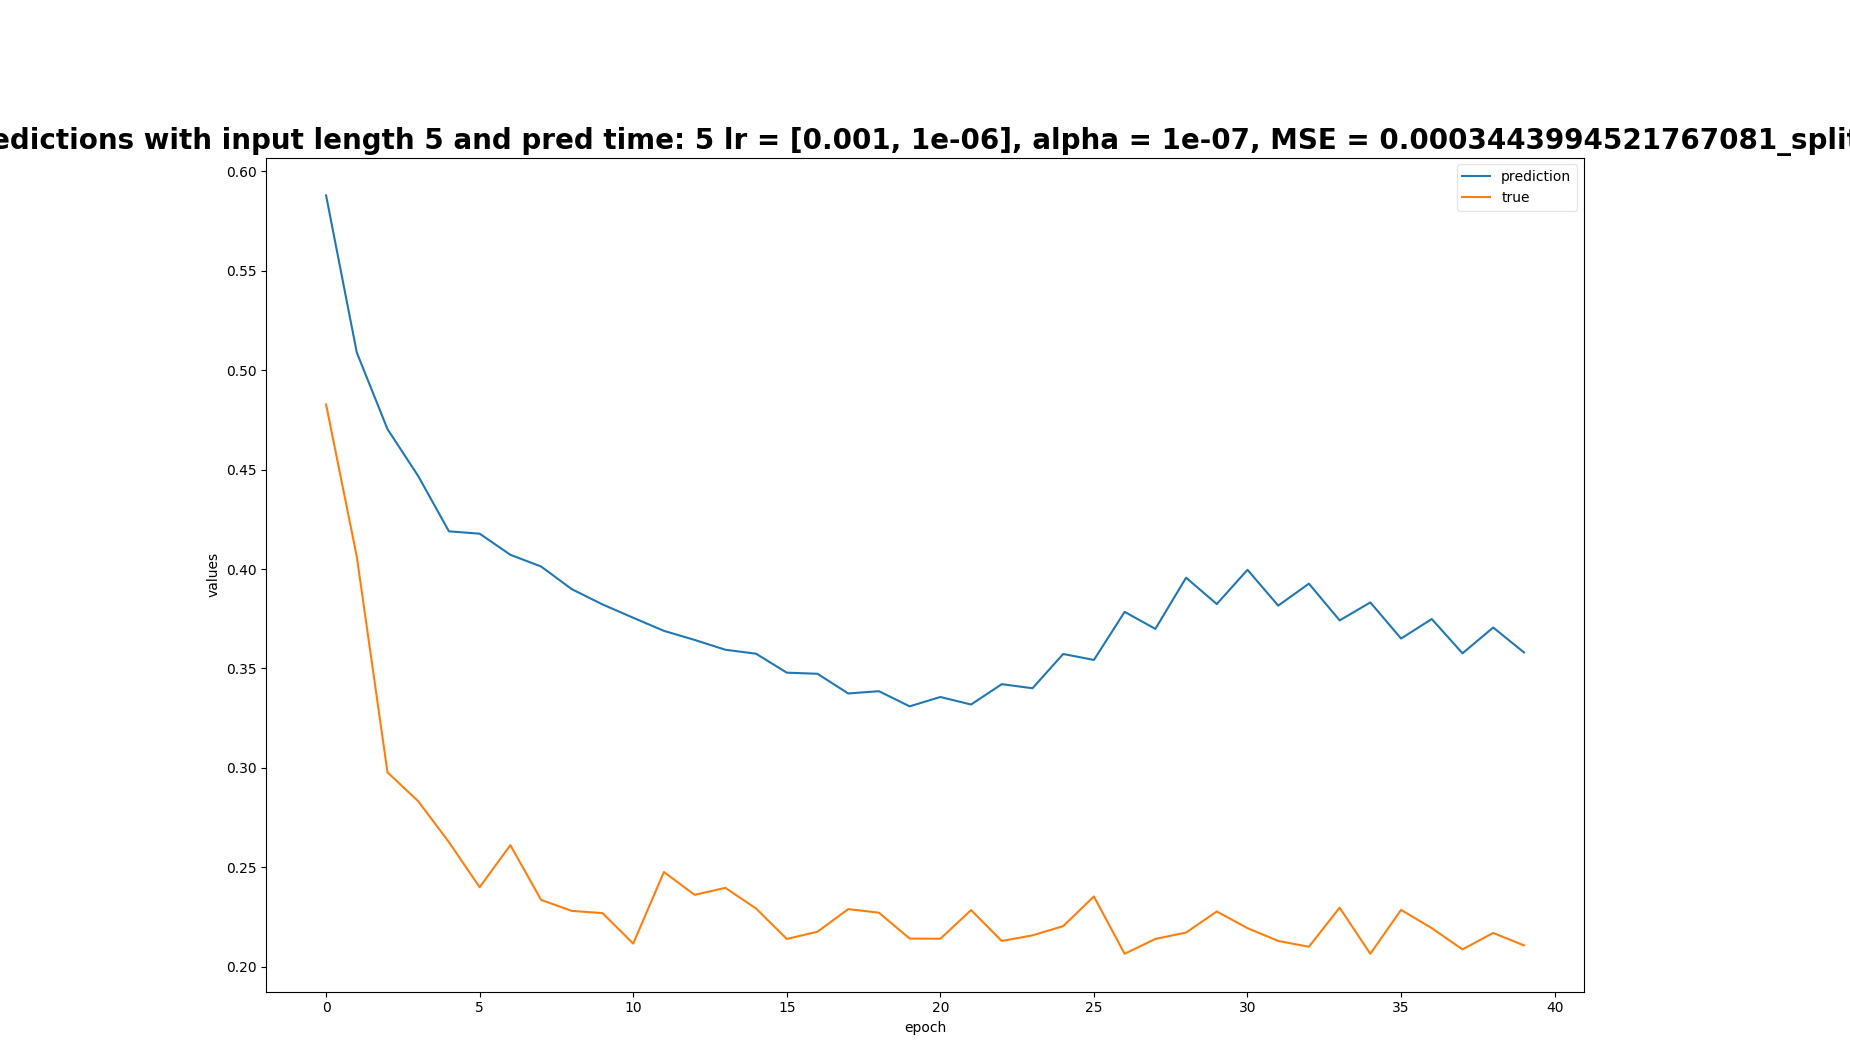 edictions with input length 5 and pred time: 5 lr = [0.001, 1e-06], alpha = 1e-07, MSE = 0.0003443994521767081_split
prediction
true
0.60
0.55
0.50
0.45
0.40
0.35
0.30
0.25
0.20
values
0 5 10 15 20 25 30 35 40
epoch